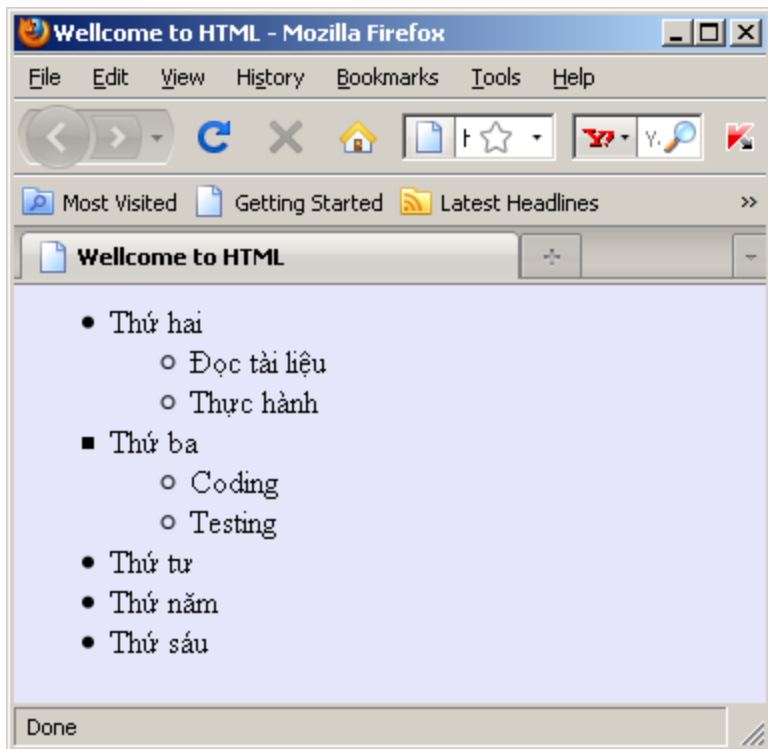 Wellcome to HTML - Mozilla Firefox
File Edit View History Bookmarks Tools Help
Most Visited Getting Started Latest Headlines »
Wellcome to HTML
Thứ hai
Đọc tài liệu
Thực hành
Thứ ba
Coding
Testing
Thứ tư
Thứ năm
Thứ sáu
Done